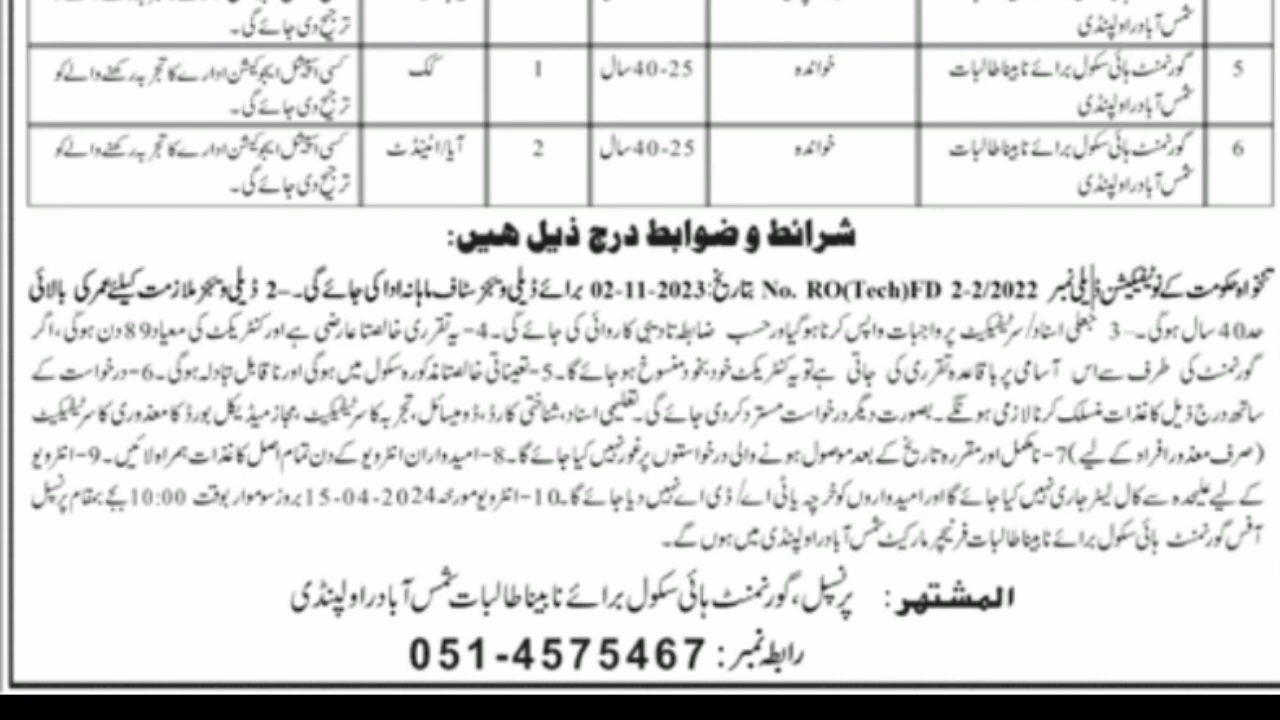 ترجیح دی جائے گی۔
شمس آباد راولپنڈی
5 گورنمنٹ ہائی سکول برائے نابینا طالبات خواندہ 25-40 سال 1 کک کسی اسپیشل ایجوکیشن ادارے کا تجربہ رکھنے والے کو
شمس آباد راولپنڈی ترجیح دی جائے گی۔
6 گورنمنٹ ہائی سکول برائے نابینا طالبات خواندہ 25-40 سال 2 آیا/اٹینڈنٹ کسی اسپیشل ایجوکیشن ادارے کا تجربہ رکھنے والے کو
شمس آباد راولپنڈی ترجیح دی جائے گی۔
شرائط و ضوابط درج ذیل ھیں:
تنخواہ حکومت کے نوٹیفکیشن ذیلی نمبر No. RO(Tech)FD 2-2/2022 بتاریخ: 02-11-2023 برائے ڈیلی ویجز سٹاف ماہانہ ادا کی جائے گی۔ 2– ڈیلی ویجز ملازمت کیلئے عمر کی بالائی
حد 40 سال ہوگی۔ 3– جعلی اسناد/ سرٹیفکیٹ پر واجبات واپس کرنا ہوگا اور حسب ضابطہ تادیبی کاروائی کی جائے گی۔ 4- یہ تقرری خالصتاً عارضی ہے اور کنٹریکٹ کی معیاد 89 دن ہوگی، اگر
گورنمنٹ کی طرف سے اس آسامی پر باقاعدہ تقرری کی جاتی ہے تو یہ کنٹریکٹ خود بخود منسوخ ہو جائے گا۔ 5- تعیناتی خالصتاً مذکورہ سکول میں ہوگی اور ناقابل تبادلہ ہوگی۔ 6- درخواست کے
ساتھ درج ذیل کاغذات منسلک کرنا لازمی ہونگے۔ بصورت دیگر درخواست مسترد کر دی جائے گی۔ تعلیمی اسناد، شناختی کارڈ، ڈومیسائل، تجربہ کا سرٹیفکیٹ، مجاز میڈیکل بورڈ کا معذوری کا سرٹیفکیٹ
(صرف معذور افراد کے لیے) 7- نامکمل اور مقررہ تاریخ کے بعد موصول ہونے والی درخواستوں پر غور نہیں کیا جائے گا۔ 8- امیدواران انٹرویو کے دن تمام اصل کاغذات ہمراہ لائیں۔ 9- انٹرویو
کے لیے علیحدہ سے کال لیٹر جاری نہیں کیا جائے گا اور امیدواروں کو خرچہ یا ٹی اے/ ڈی اے نہیں دیا جائے گا۔ 10- انٹرویو مورخہ 15-04-2024 بروز سوموار بوقت 10:00 بجے بمقام پرنسپل
آفس گورنمنٹ ہائی سکول برائے نابینا طالبات فرنیچر مارکیٹ شمس آباد راولپنڈی میں ہوں گے۔
المشتھر: پرنسپل، گورنمنٹ ہائی سکول برائے نابینا طالبات شمس آباد راولپنڈی
رابطہ نمبر: 051-4575467